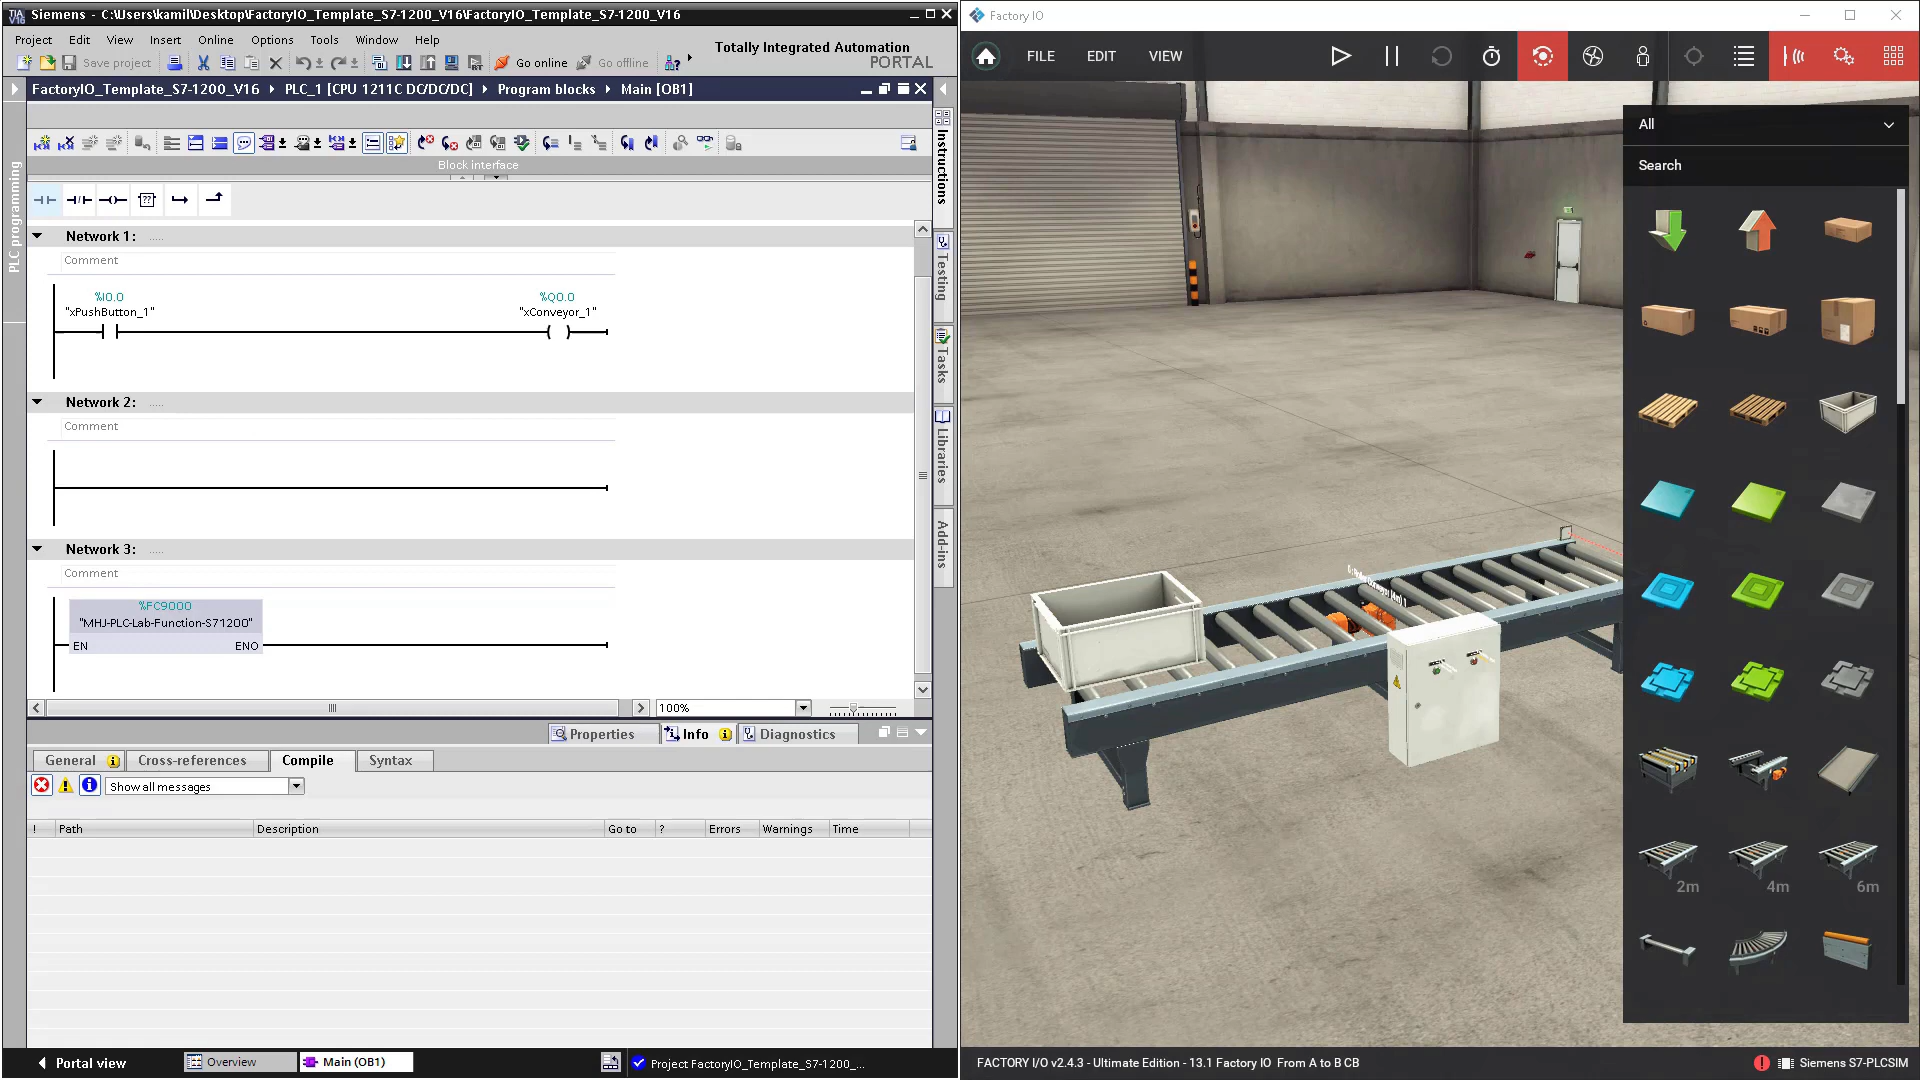 Siemens - C:\Users\kamil\Desktop\FactoryIO_Template_S7-1200_V16\FactoryIO_Template_S7-1200_V16
Project Edit View Insert Online Options Tools Window Help
Totally Integrated Automation
PORTAL
Save project Go online Go offline
FactoryIO_Template_S7-1200_V16 PLC_1 [CPU 1211C DC/DC/DC] Program blocks Main [OB1]
PLC programming
Block interface
Instructions
Testing
Tasks
Libraries
Add-ins
Network 1: .....
Comment
%I0.0
"xPushButton_1"
%Q0.0
"xConveyor_1"
Network 2: .....
Comment
Network 3: .....
Comment
%FC9000
"MHJ-PLC-Lab-Function-S71200"
EN ENO
100%
Properties Info Diagnostics
General Cross-references Compile Syntax
Show all messages
! Path Description Go to ? Errors Warnings Time
Portal view Overview Main (OB1) Project FactoryIO_Template_S7-1200_...
Factory IO
FILE EDIT VIEW
All
Search
2m 4m 6m
FACTORY I/O v2.4.3 - Ultimate Edition - 13.1 Factory IO From A to B CB
Siemens S7-PLCSIM